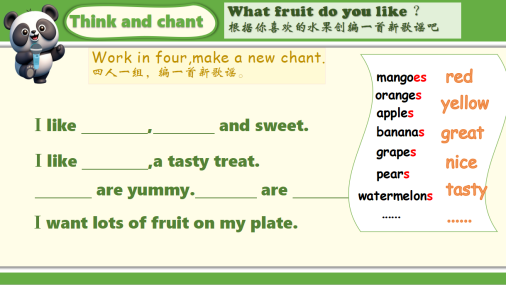 Think and chant
What fruit do you like ?
根据你喜欢的水果创编一首新歌谣吧
Work in four,make a new chant.
四人一组，编一首新歌谣。
I like ________,________ and sweet.
I like ________,a tasty treat.
________ are yummy.________ are ________
I want lots of fruit on my plate.
mangoes
oranges
apples
bananas
grapes
pears
watermelons
......
red
yellow
great
nice
tasty
......